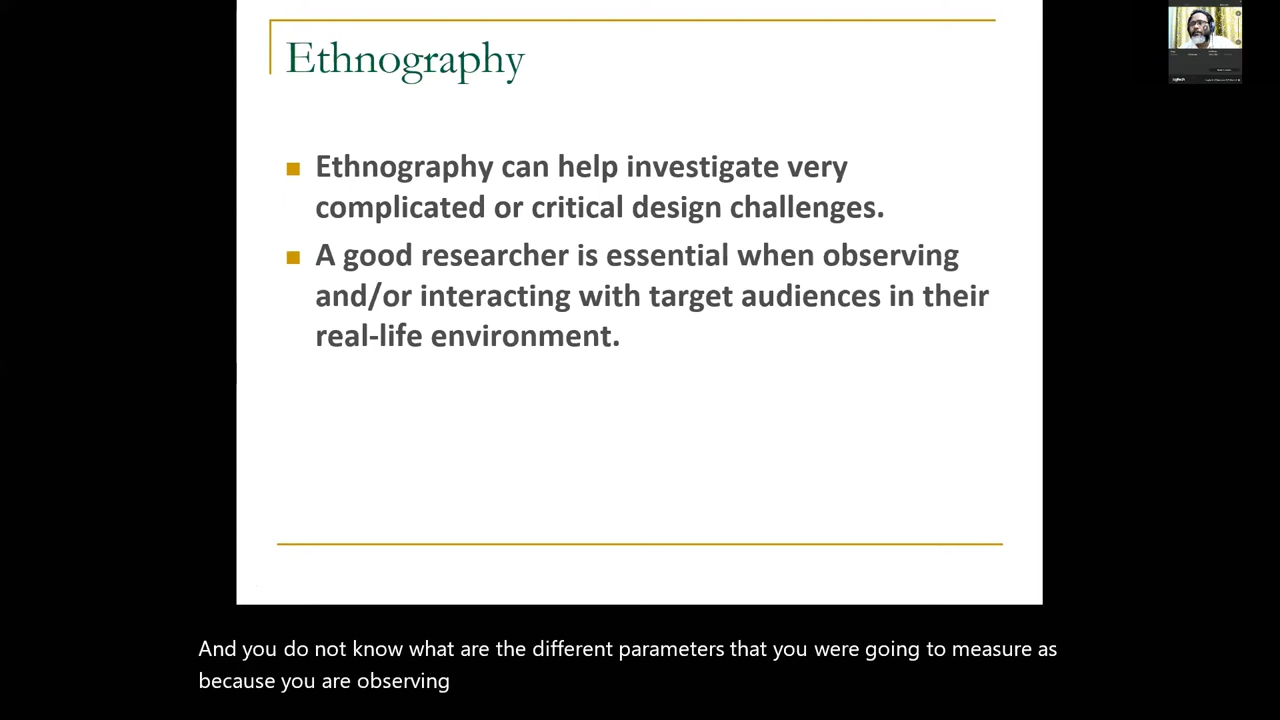 Ethnography
Ethnography can help investigate very
complicated or critical design challenges.
A good researcher is essential when observing
and/or interacting with target audiences in their
real-life environment.
And you do not know what are the different parameters that you were going to measure as
because you are observing